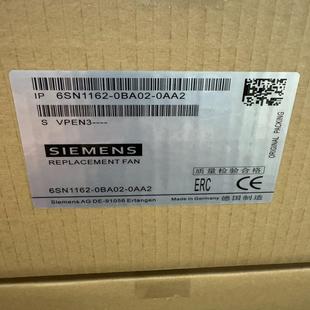 IP 6SN1162-0BA02-0AA2
S VPEN3----
SIEMENS
REPLACEMENT FAN
6SN1162-0BA02-0AA2
Siemens AG DE-91056 Erlangen
ORIGINAL PACKING
质量检验合格
ERC CE
Made in Germany 德国制造